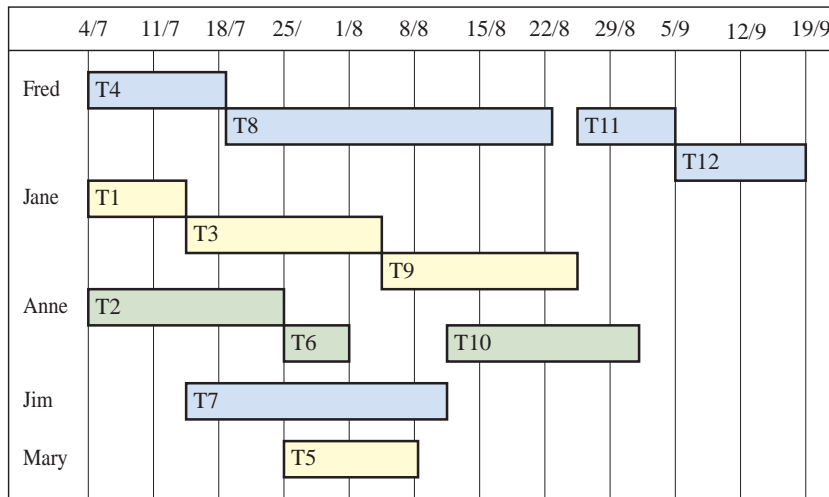 4/7 11/7 18/7 25/ 1/8 8/8 15/8 22/8 29/8 5/9 12/9 19/9
Fred T4
T8 T11
T12
Jane T1
T3
T9
Anne T2
T6 T10
Jim T7
Mary T5